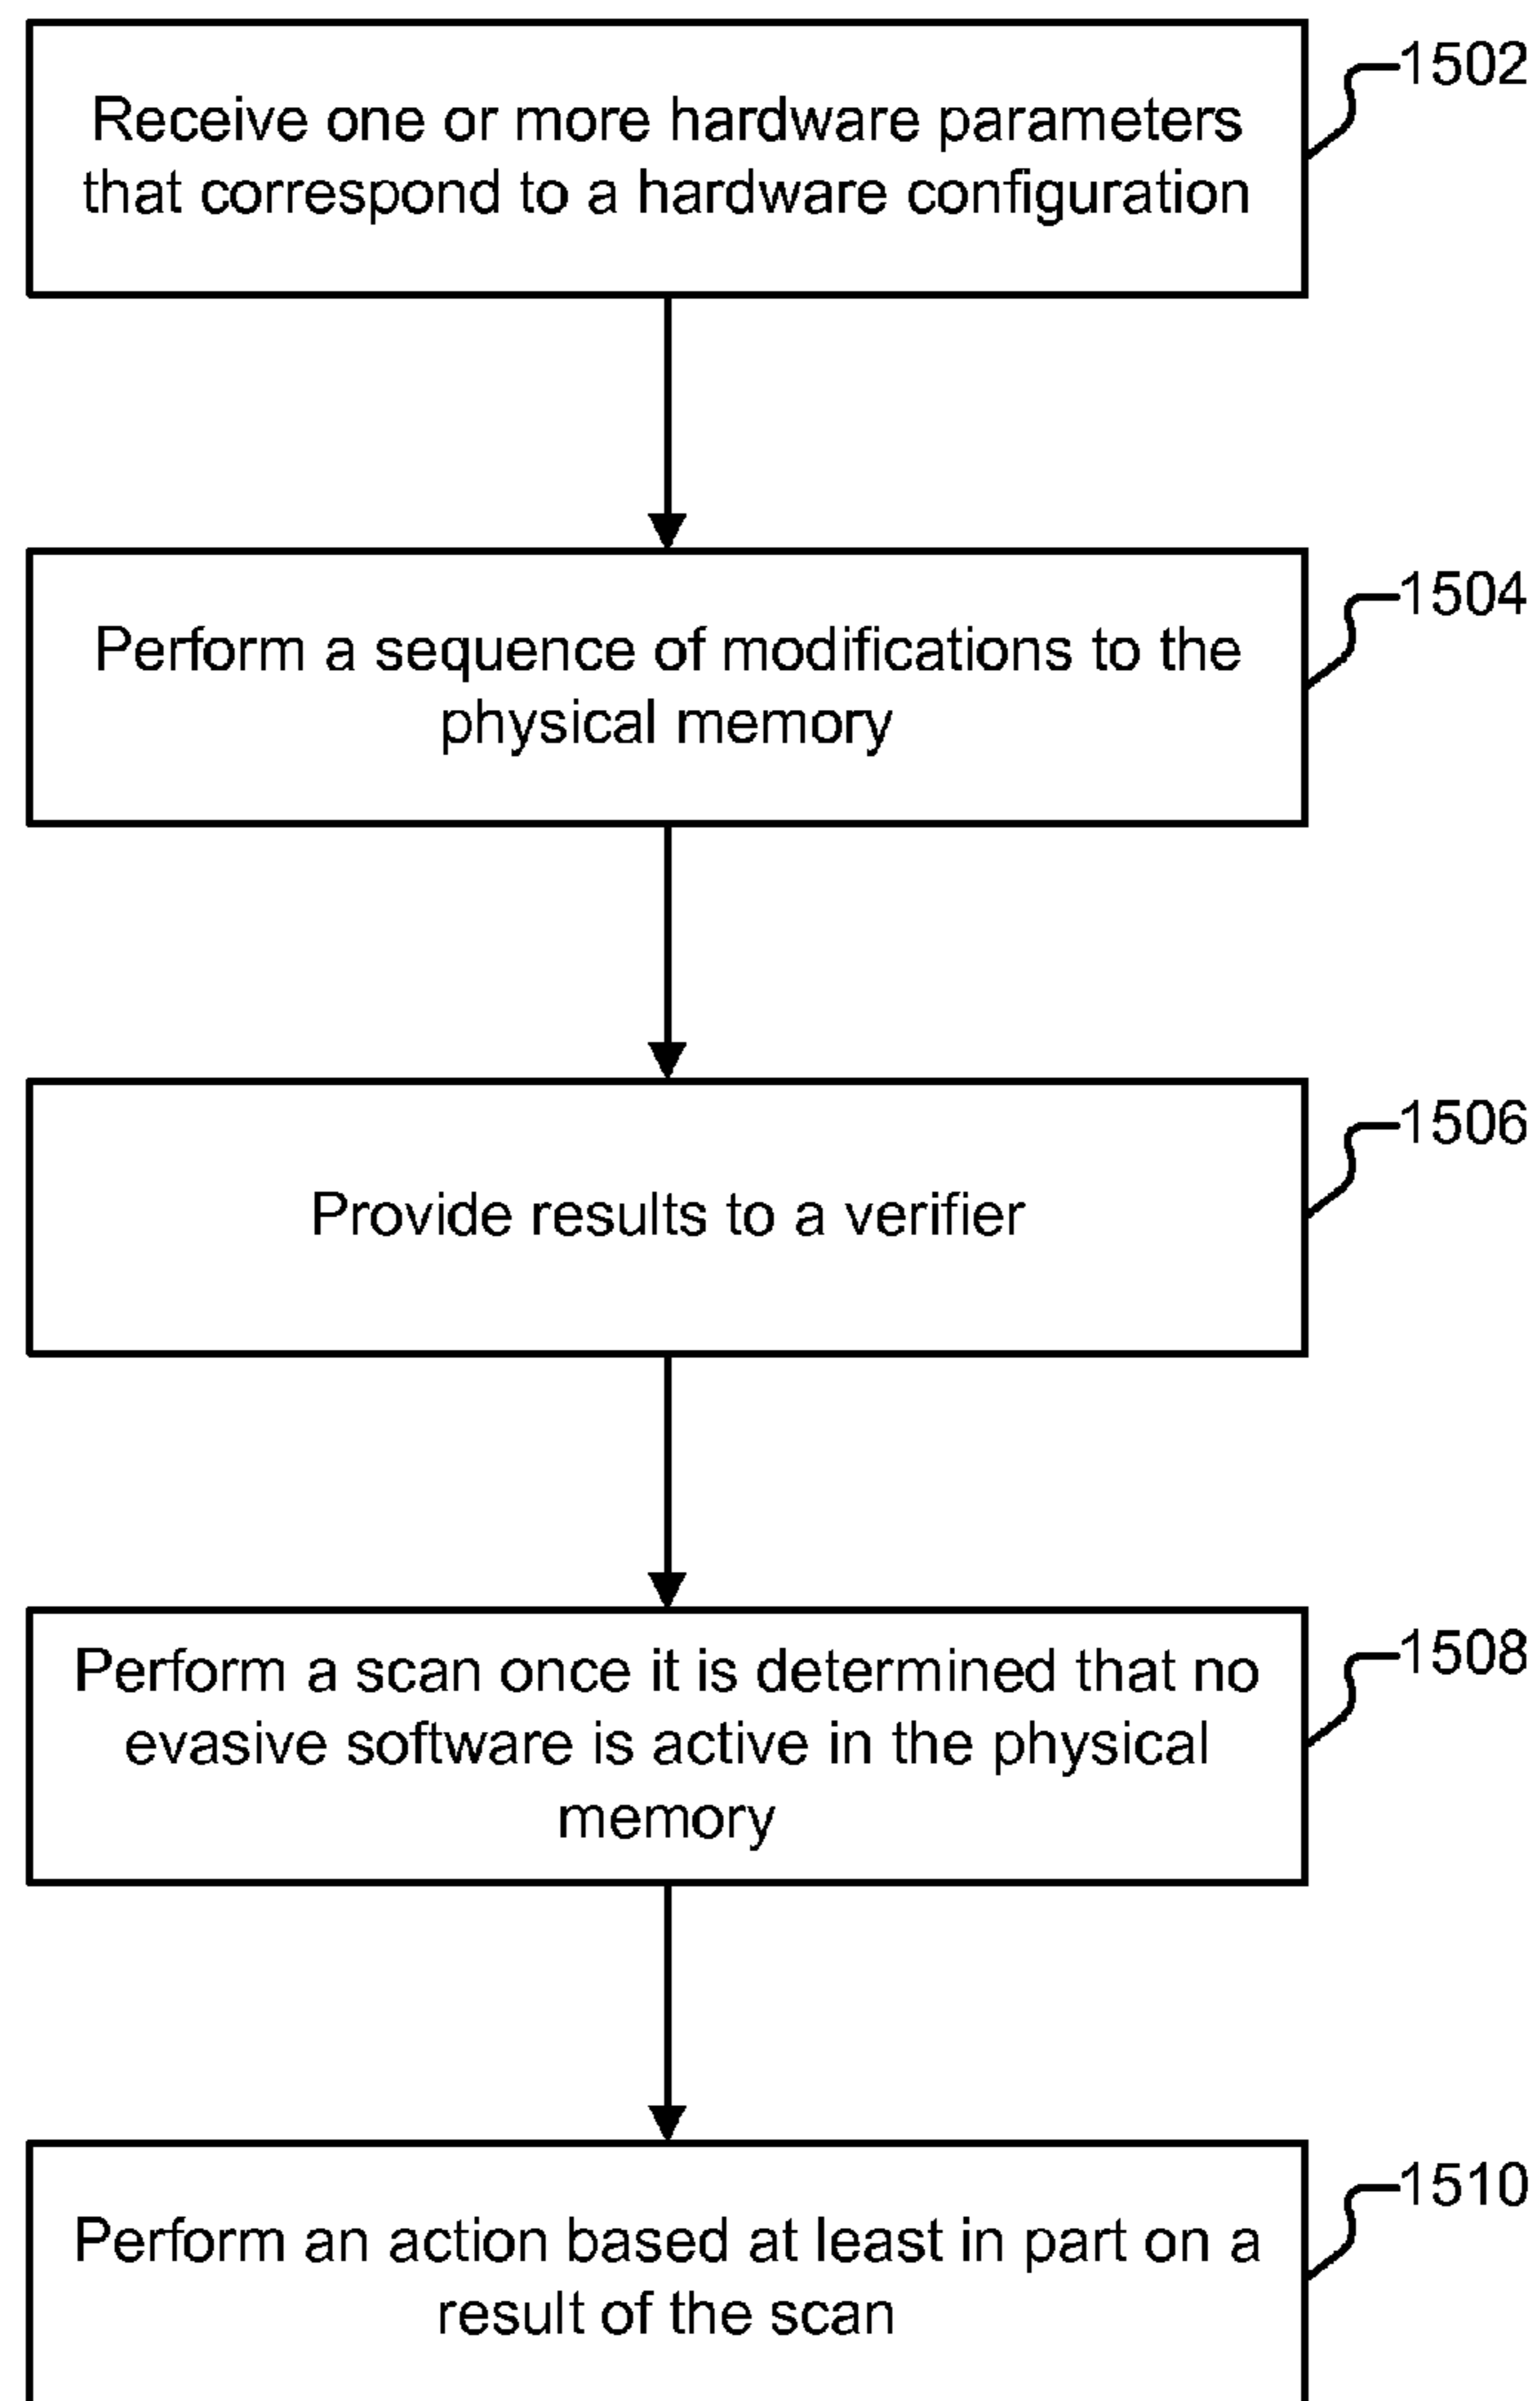 1502
Receive one or more hardware parameters
that correspond to a hardware configuration
1504
Perform a sequence of modifications to the
physical memory
1506
Provide results to a verifier
1508
Perform a scan once it is determined that no
evasive software is active in the physical
memory
1510
Perform an action based at least in part on a
result of the scan